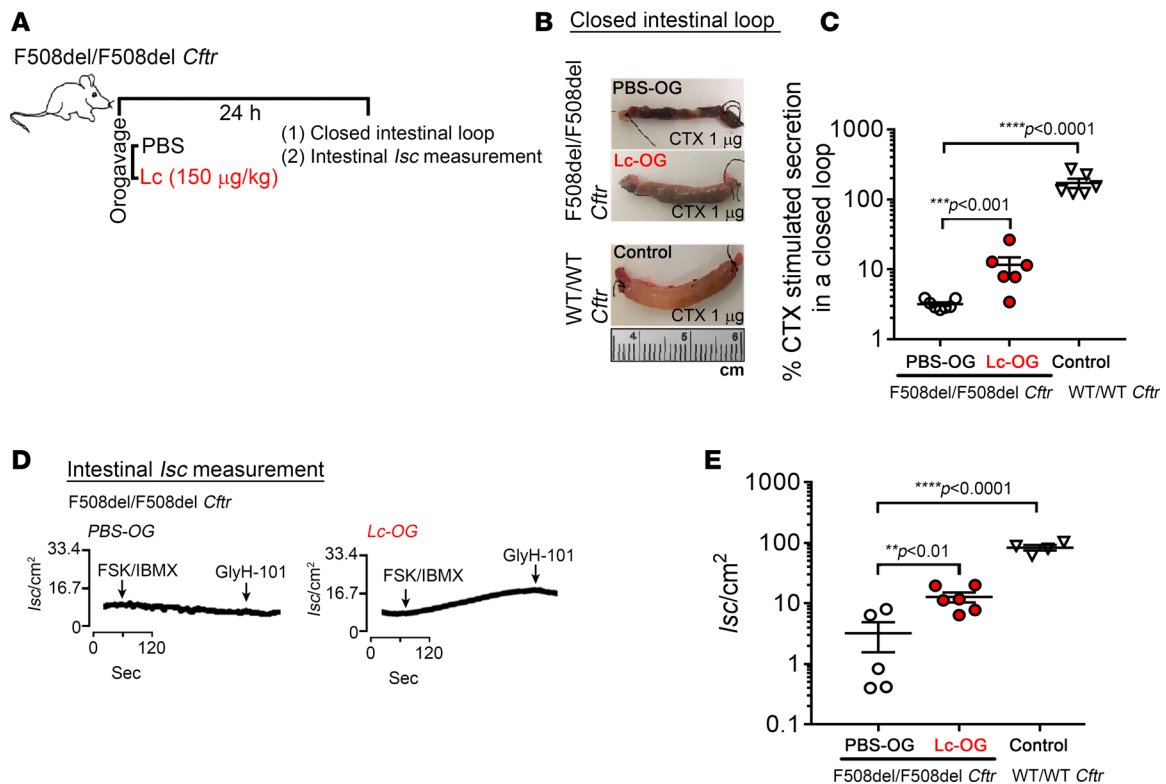 A
F508del/F508del Cftr
24 h
Orogavage
PBS
Lc (150 µg/kg)
(1) Closed intestinal loop
(2) Intestinal Isc measurement
B
Closed intestinal loop
F508del/F508del
Cftr
PBS-OG
CTX 1 µg
Lc-OG
CTX 1 µg
WT/WT
Cftr
Control
CTX 1 µg
4 5 6
cm
C
% CTX stimulated secretion
in a closed loop
1000
100
10
1
****p<0.0001
***p<0.001
PBS-OG Lc-OG Control
F508del/F508del Cftr WT/WT Cftr
D
Intestinal Isc measurement
F508del/F508del Cftr
PBS-OG
Isc/cm²
33.4
16.7
0
FSK/IBMX
GlyH-101
0 120
Sec
Lc-OG
Isc/cm²
33.4
16.7
0
FSK/IBMX
GlyH-101
0 120
Sec
E
Isc/cm²
1000
100
10
1
0.1
****p<0.0001
**p<0.01
PBS-OG Lc-OG Control
F508del/F508del Cftr WT/WT Cftr